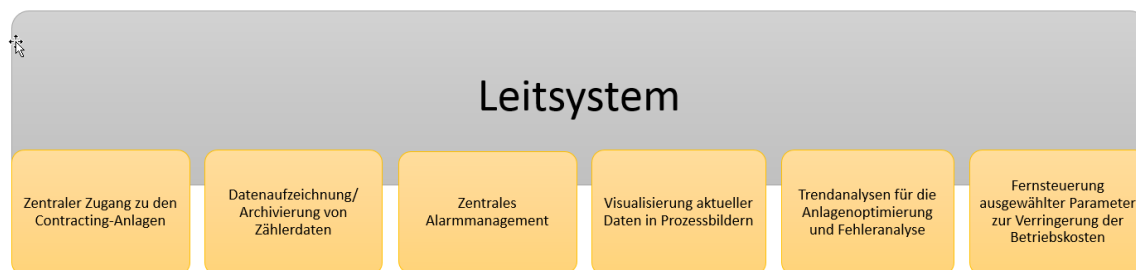 Leitsystem
Zentraler Zugang zu den
Contracting-Anlagen
Datenaufzeichnung/
Archivierung von
Zählerdaten
Zentrales
Alarmmanagement
Visualisierung aktueller
Daten in Prozessbildern
Trendanalysen für die
Anlagenoptimierung
und Fehleranalyse
Fernsteuerung
ausgewählter Parameter
zur Verringerung der
Betriebskosten